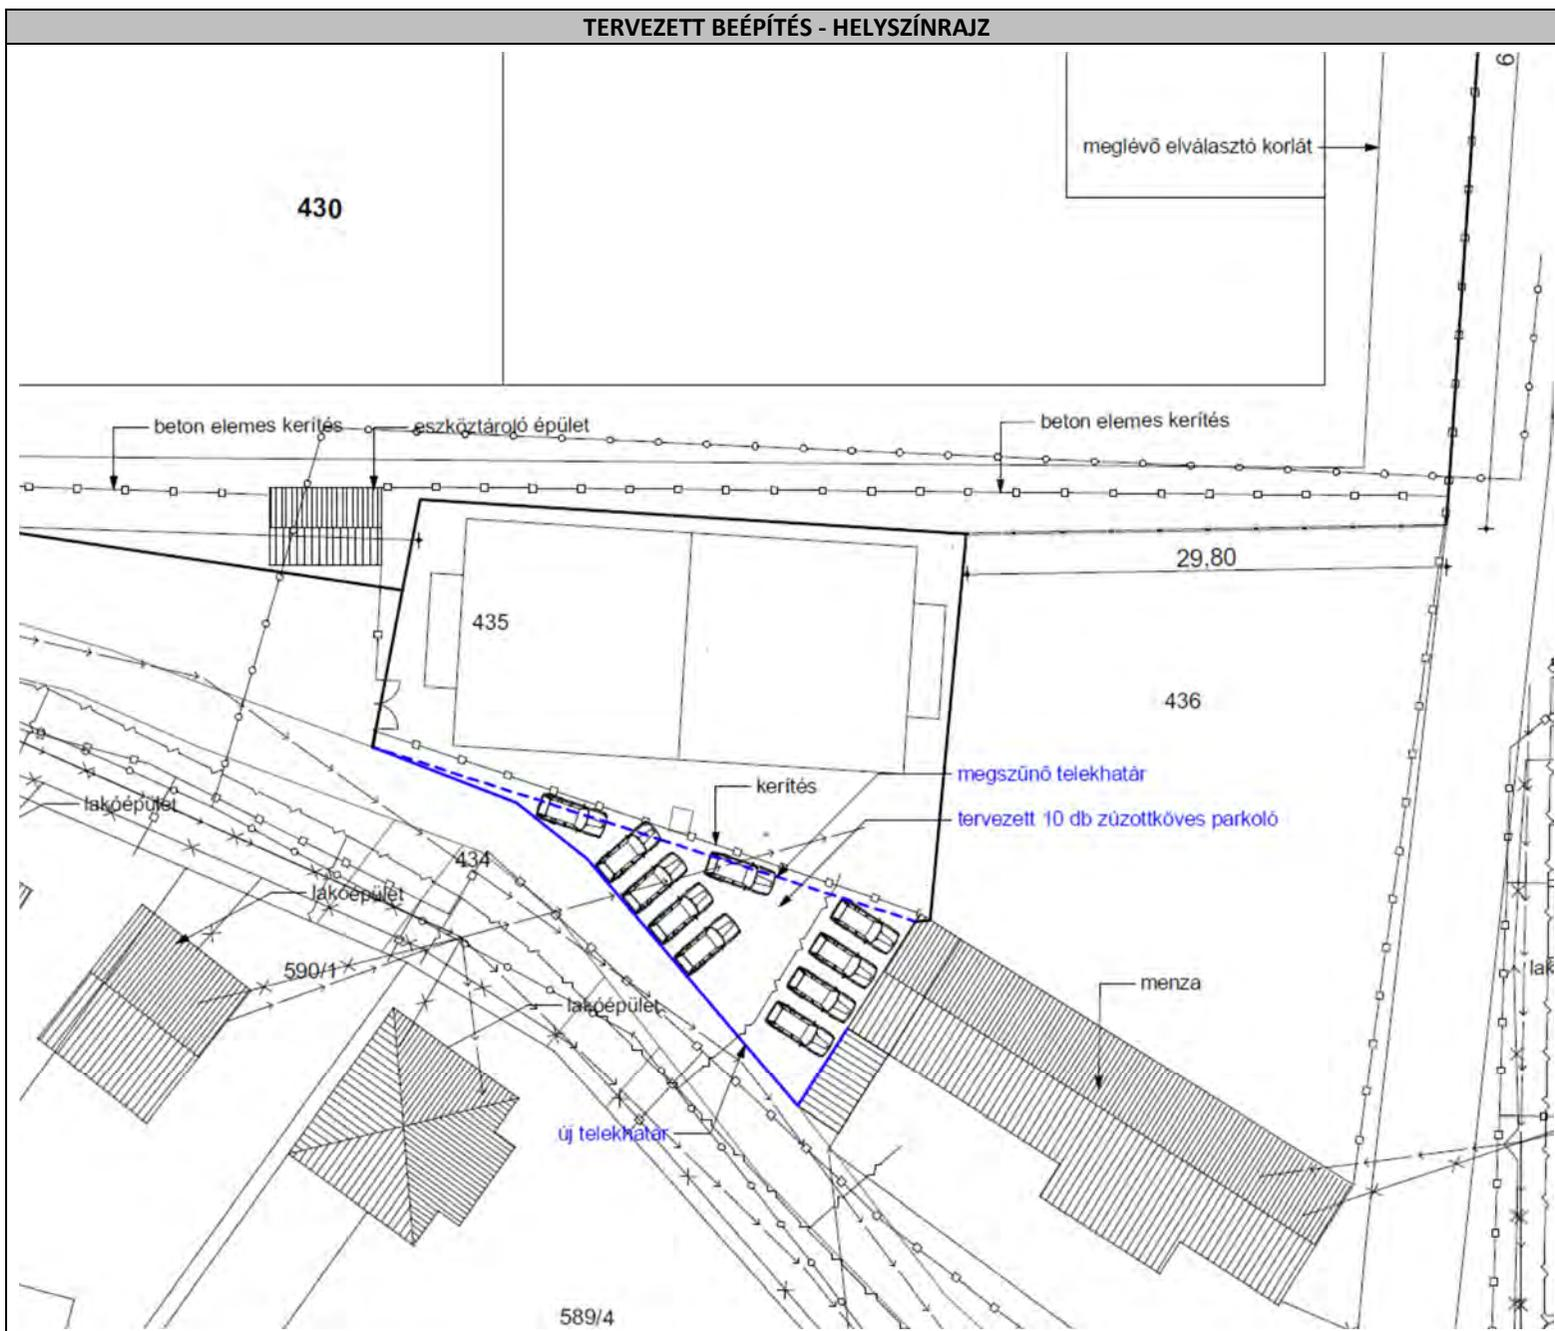 TERVEZETT BEÉPÍTÉS - HELYSZÍNRAJZ
6
meglévő elválasztó korlát
430
beton elemes kerítés
eszköztároló épület
beton elemes kerítés
29,80
435
436
megszűnő telekhatár
kerítés
tervezett 10 db zúzottköves parkoló
lakóépület
434
lakóépület
590/1
lakóépület
menza
lak
új telekhatár
589/4